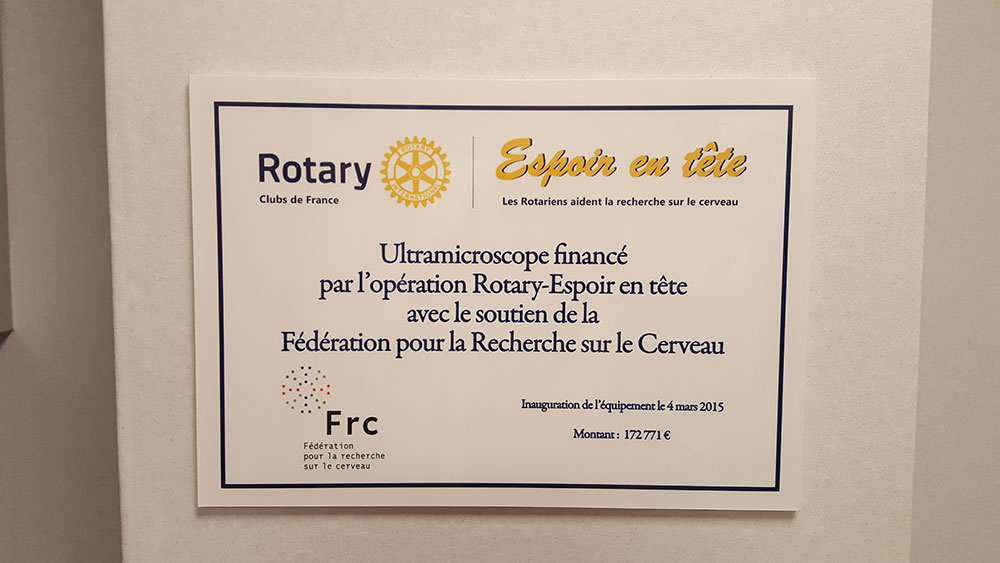 Rotary
Clubs de France
ROTARY
INTERNATIONAL
Espoir en tête
Les Rotariens aident la recherche sur le cerveau
Ultramicroscope financé
par l'opération Rotary-Espoir en tête
avec le soutien de la
Fédération pour la Recherche sur le Cerveau
Frc
Fédération
pour la recherche
sur le cerveau
Inauguration de l'équipement le 4 mars 2015
Montant : 172 771 €